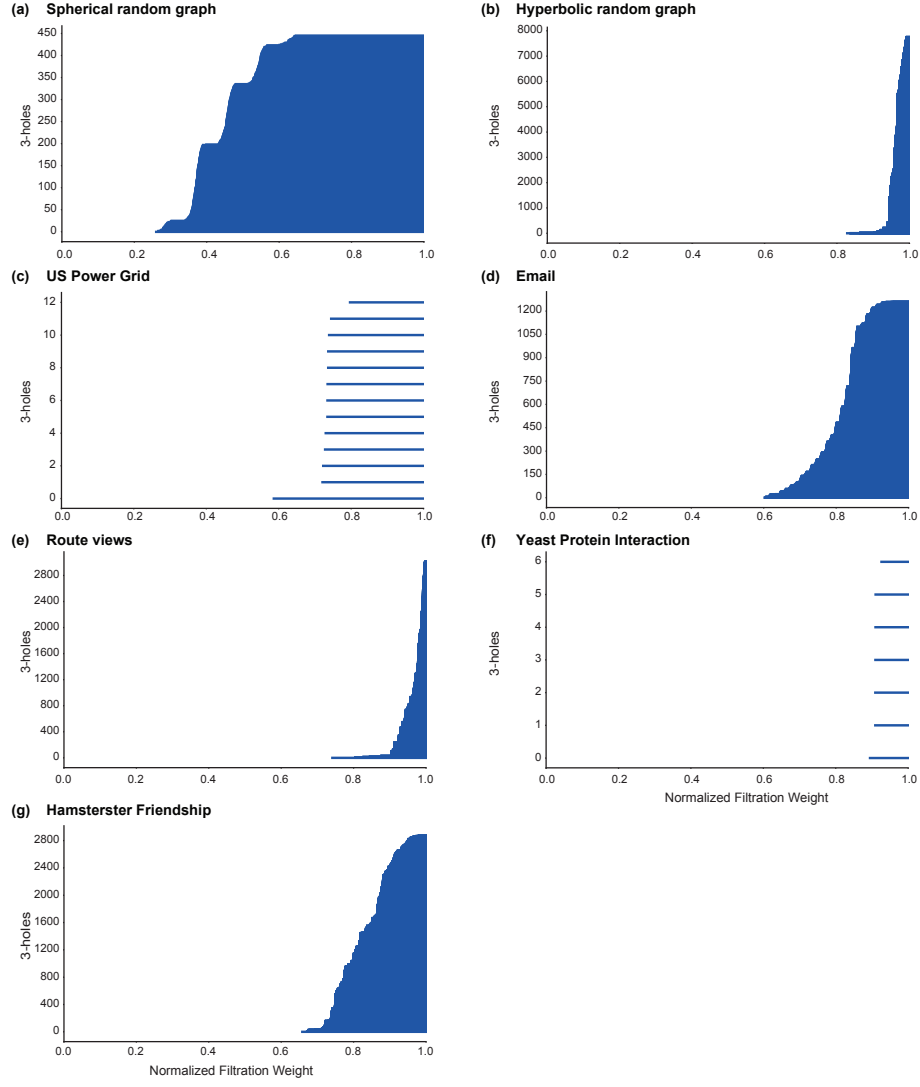 (a) Spherical random graph
450
400
350
300
250
200
150
100
50
0
3-holes
0.0 0.2 0.4 0.6 0.8 1.0
(b) Hyperbolic random graph
8000
7000
6000
5000
4000
3000
2000
1000
0
3-holes
0.0 0.2 0.4 0.6 0.8 1.0
(c) US Power Grid
12
10
8
6
4
2
0
3-holes
0.0 0.2 0.4 0.6 0.8 1.0
(d) Email
1200
1050
900
750
600
450
300
150
0
3-holes
0.0 0.2 0.4 0.6 0.8 1.0
(e) Route views
2800
2400
2000
1600
1200
800
400
0
3-holes
0.0 0.2 0.4 0.6 0.8 1.0
(f) Yeast Protein Interaction
6
5
4
3
2
1
0
3-holes
0.0 0.2 0.4 0.6 0.8 1.0
Normalized Filtration Weight
(g) Hamsterster Friendship
2800
2400
2000
1600
1200
800
400
0
3-holes
0.0 0.2 0.4 0.6 0.8 1.0
Normalized Filtration Weight